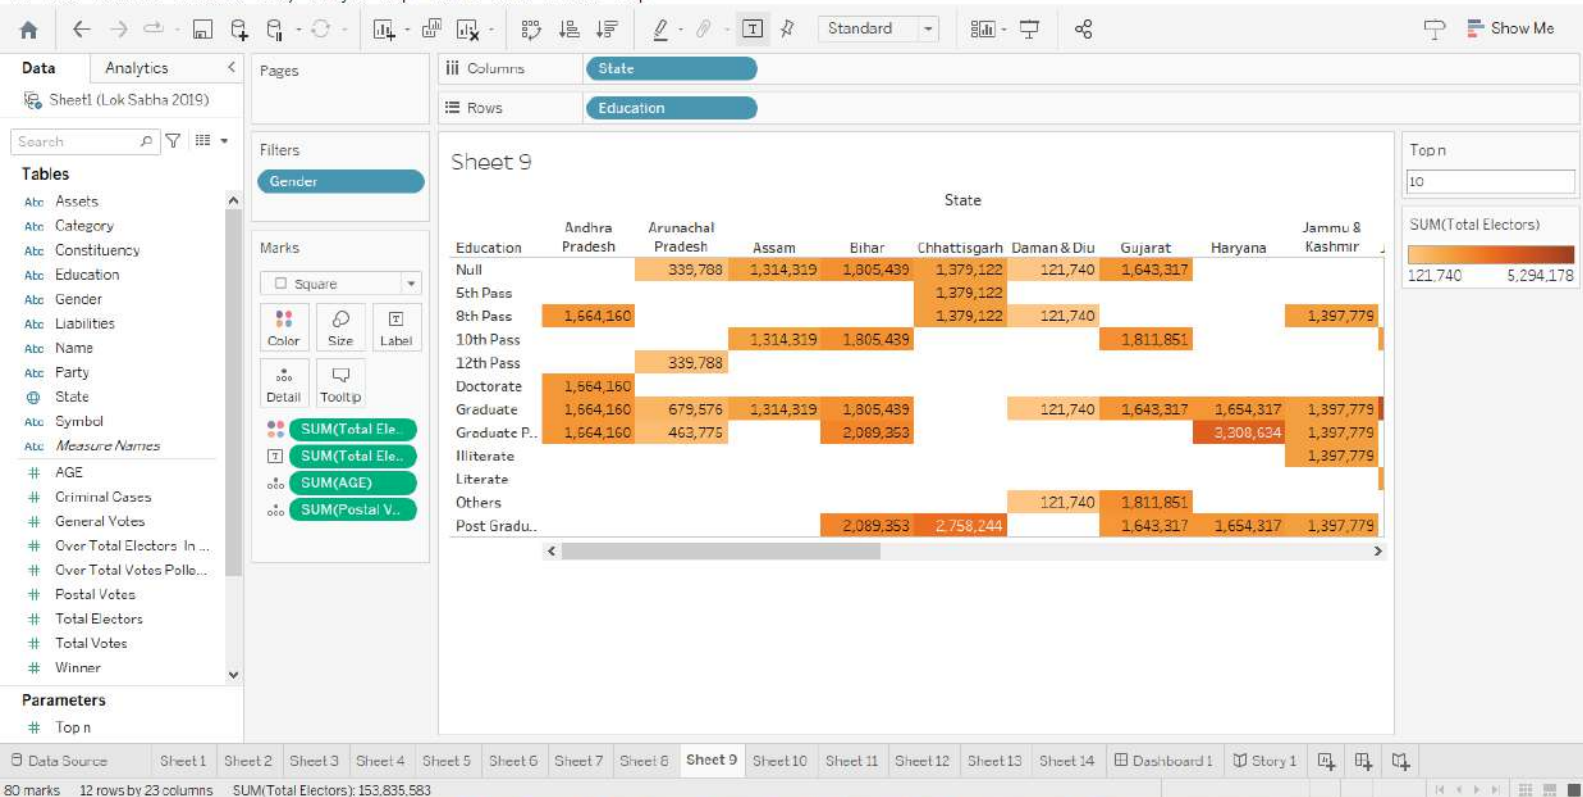 Standard
Show Me
Data Analytics
Sheet1 (Lok Sabha 2019)
Search
Tables
Abc Assets
Abc Category
Abc Constituency
Abc Education
Abc Gender
Abc Liabilities
Abc Name
Abc Party
State
Abc Symbol
Abc Measure Names
# AGE
# Criminal Cases
# General Votes
# Over Total Electors In ...
# Over Total Votes Polle...
# Postal Votes
# Total Electors
# Total Votes
# Winner
Parameters
# Top n
Pages
Filters
Gender
Marks
Square
Color Size Label
Detail Tooltip
SUM(Total Ele..
SUM(Total Ele..
SUM(AGE)
SUM(Postal V..
Columns State
Rows Education
Sheet 9
State
Education Andhra Pradesh Arunachal Pradesh Assam Bihar Chhattisgarh Daman & Diu Gujarat Haryana Jammu & Kashmir
Null 339,788 1,314,319 1,805,439 1,379,122 121,740 1,643,317
5th Pass 1,379,122
8th Pass 1,664,160 1,379,122 121,740 1,397,779
10th Pass 1,314,319 1,805,439 1,811,851
12th Pass 339,788
Doctorate 1,664,160
Graduate 1,664,160 679,576 1,314,319 1,805,439 121,740 1,643,317 1,654,317 1,397,779
Graduate P.. 1,664,160 463,775 2,089,353 3,308,634 1,397,779
Illiterate 1,397,779
Literate
Others 121,740 1,811,851
Post Gradu.. 2,089,353 2,758,244 1,643,317 1,654,317 1,397,779
Top n
10
SUM(Total Electors)
121,740 5,294,178
Data Source Sheet 1 Sheet 2 Sheet 3 Sheet 4 Sheet 5 Sheet 6 Sheet 7 Sheet 8 Sheet 9 Sheet 10 Sheet 11 Sheet 12 Sheet 13 Sheet 14 Dashboard 1 Story 1
80 marks 12 rows by 23 columns SUM(Total Electors): 153,835,583